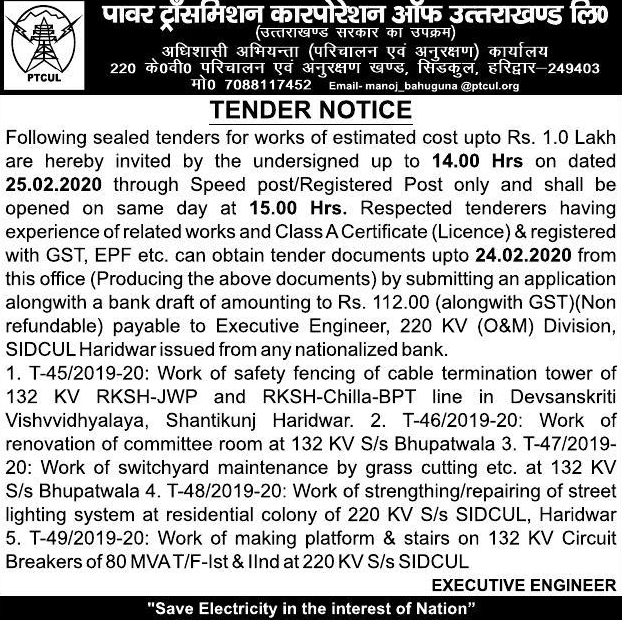 पावर ट्राँसमिशन कारपोरेशन ऑफ उत्तराखण्ड लि0
(उत्तराखण्ड सरकार का उपक्रम)
अधिशासी अभियन्ता (परिचालन एवं अनुरक्षण) कार्यालय
220 के0वी0 परिचालन एवं अनुरक्षण खण्ड, सिंडकुल, हरिद्वार-249403
मो0 7088117452 Email- manoj_bahuguna @ptcul.org
PTCUL
TENDER NOTICE
Following sealed tenders for works of estimated cost upto Rs. 1.0 Lakh
are hereby invited by the undersigned up to 14.00 Hrs on dated
25.02.2020 through Speed post/Registered Post only and shall be
opened on same day at 15.00 Hrs. Respected tenderers having
experience of related works and Class A Certificate (Licence) & registered
with GST, EPF etc. can obtain tender documents upto 24.02.2020 from
this office (Producing the above documents) by submitting an application
alongwith a bank draft of amounting to Rs. 112.00 (alongwith GST)(Non
refundable) payable to Executive Engineer, 220 KV (O&M) Division,
SIDCUL Haridwar issued from any nationalized bank.
1. T-45/2019-20: Work of safety fencing of cable termination tower of
132 KV RKSH-JWP and RKSH-Chilla-BPT line in Devsanskriti
Vishvvidhyalaya, Shantikunj Haridwar. 2. T-46/2019-20: Work of
renovation of committee room at 132 KV S/s Bhupatwala 3. T-47/2019-
20: Work of switchyard maintenance by grass cutting etc. at 132 KV
S/s Bhupatwala 4. T-48/2019-20: Work of strengthing/repairing of street
lighting system at residential colony of 220 KV S/s SIDCUL, Haridwar
5. T-49/2019-20: Work of making platform & stairs on 132 KV Circuit
Breakers of 80 MVA T/F-Ist & IInd at 220 KV S/s SIDCUL
EXECUTIVE ENGINEER
"Save Electricity in the interest of Nation”